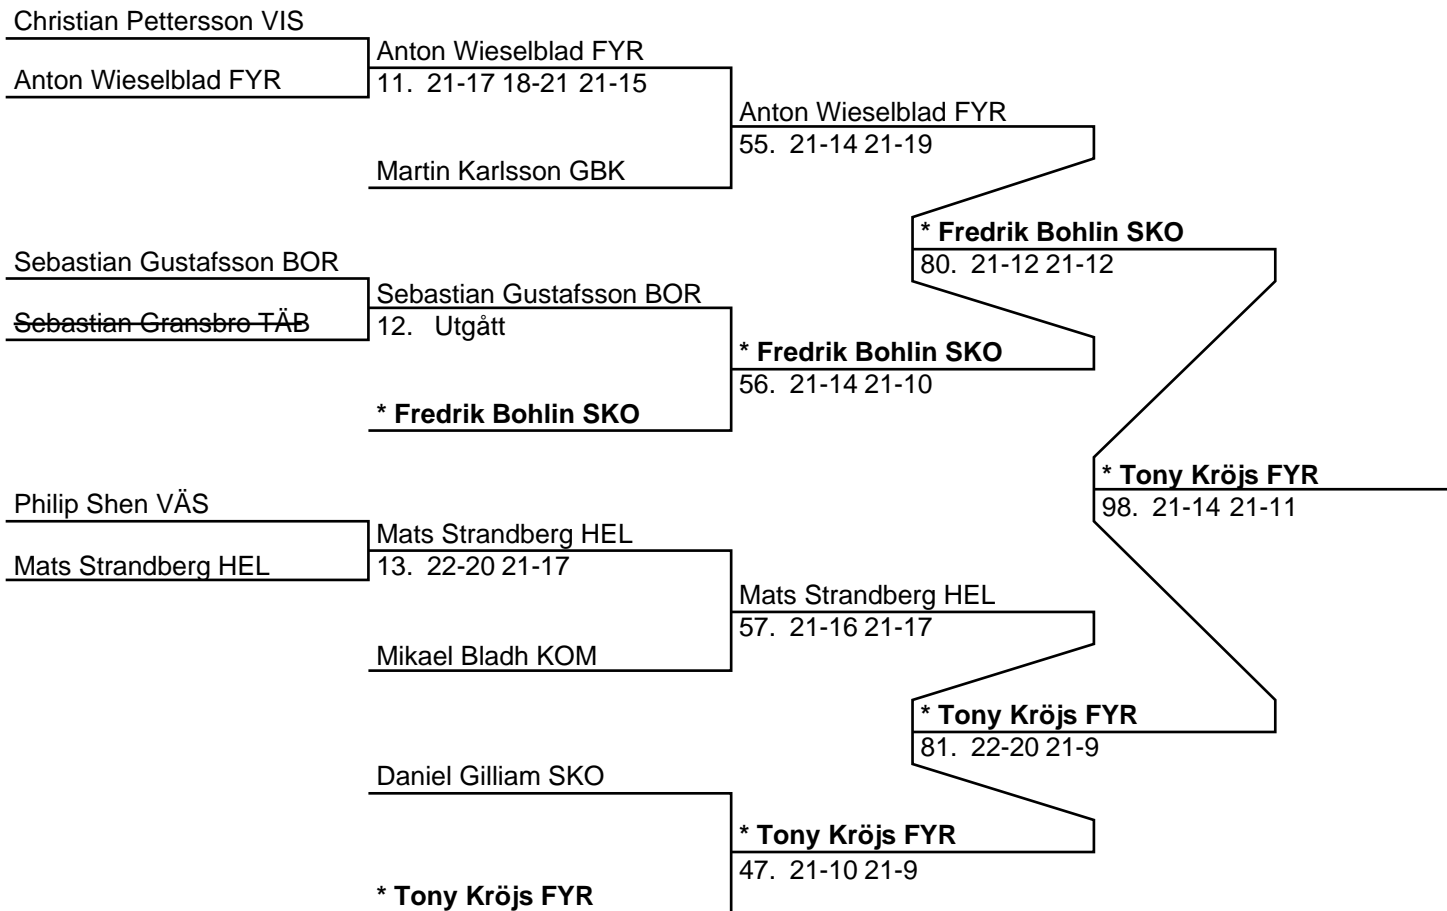 Christian Pettersson VIS
Anton Wieselblad FYR
Anton Wieselblad FYR
11. 21-17 18-21 21-15
Anton Wieselblad FYR
55. 21-14 21-19
Martin Karlsson GBK
* Fredrik Bohlin SKO
80. 21-12 21-12
Sebastian Gustafsson BOR
Sebastian Gustafsson BOR
Sebastian Gransbro TÄB
12. Utgått
* Fredrik Bohlin SKO
56. 21-14 21-10
* Fredrik Bohlin SKO
* Tony Kröjs FYR
98. 21-14 21-11
Philip Shen VÄS
Mats Strandberg HEL
Mats Strandberg HEL
13. 22-20 21-17
Mats Strandberg HEL
57. 21-16 21-17
Mikael Bladh KOM
* Tony Kröjs FYR
81. 22-20 21-9
Daniel Gilliam SKO
* Tony Kröjs FYR
47. 21-10 21-9
* Tony Kröjs FYR